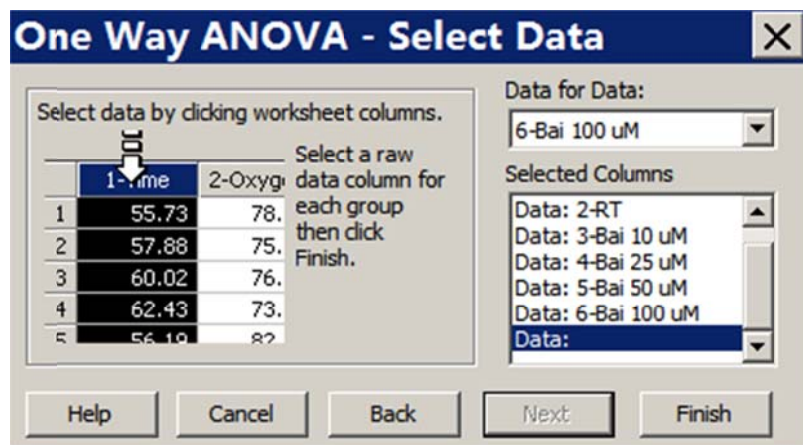 One Way ANOVA - Select Data
Select data by clicking worksheet columns.
Select a raw
data column for
each group
then click
Finish.
1-Time 2-Oxyg
1 55.73 78.
2 57.88 75.
3 60.02 76.
4 62.43 73.
5 56.19 82
Data for Data:
6-Bai 100 uM
Selected Columns
Data: 2-RT
Data: 3-Bai 10 uM
Data: 4-Bai 25 uM
Data: 5-Bai 50 uM
Data: 6-Bai 100 uM
Data:
Help Cancel Back Next Finish